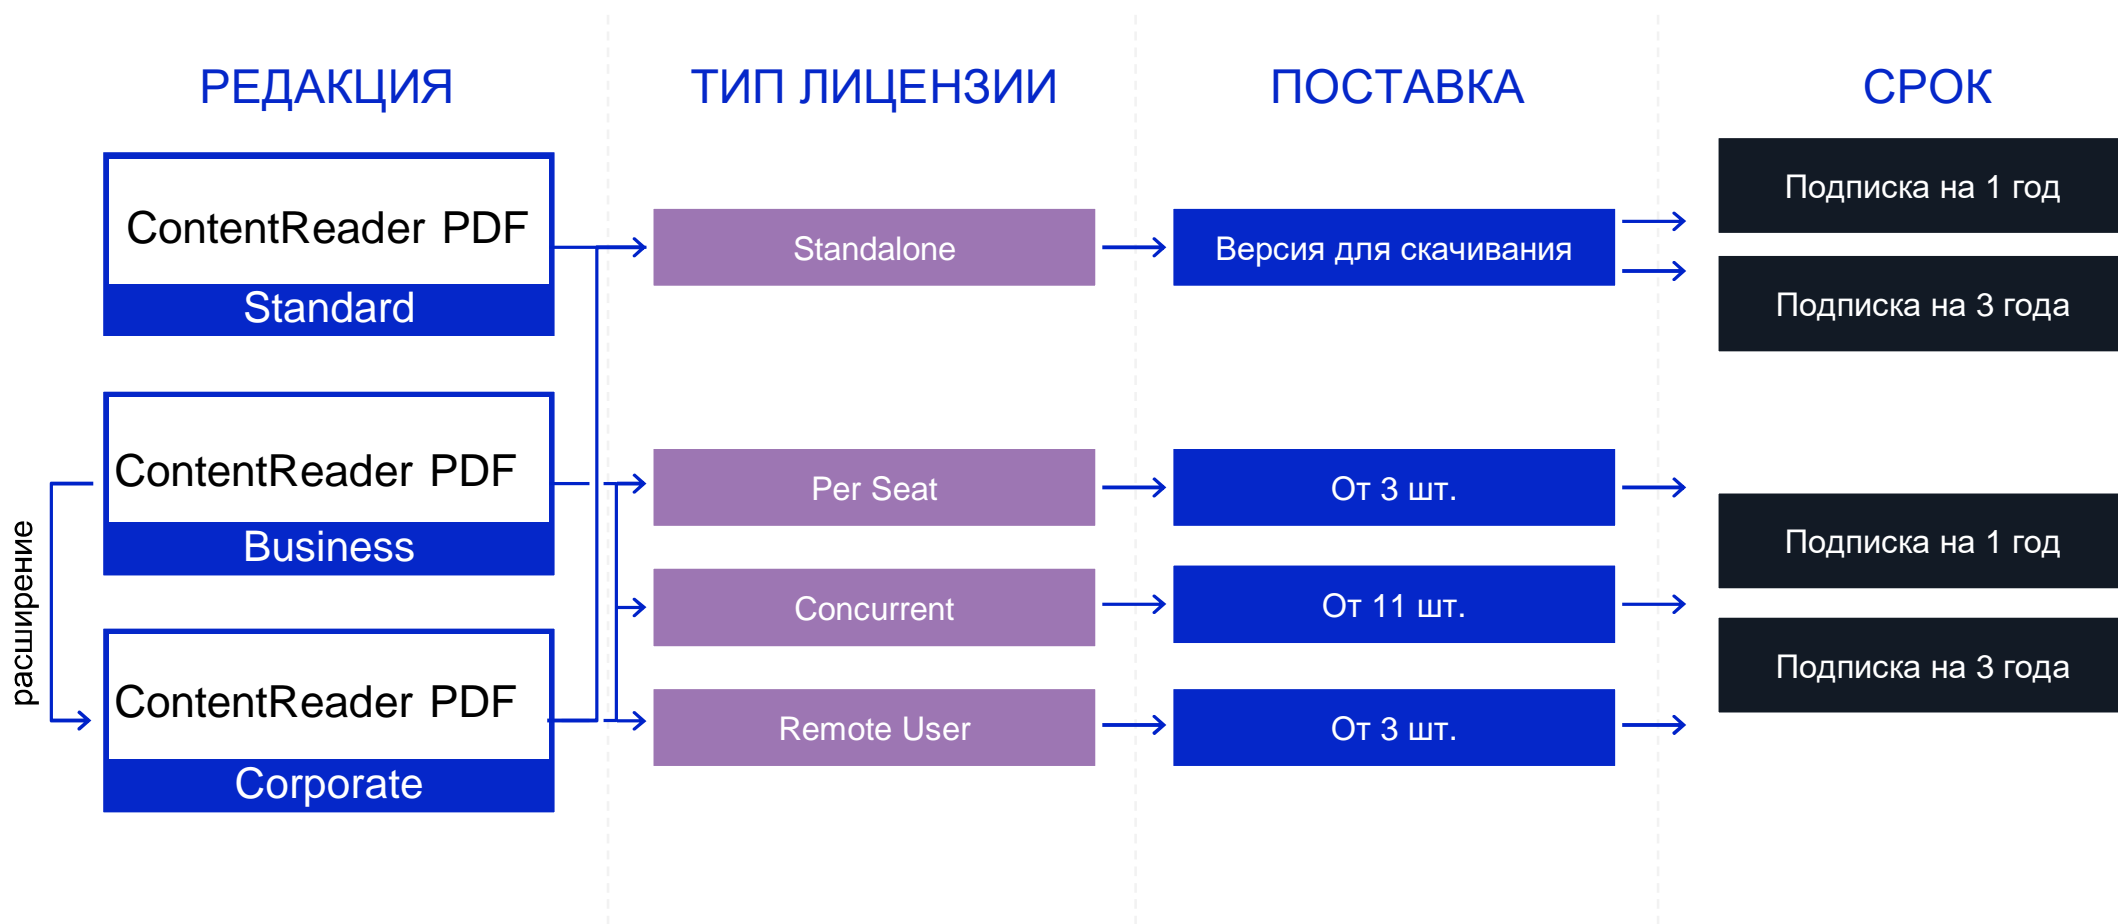 РЕДАКЦИЯ
ТИП ЛИЦЕНЗИИ
ПОСТАВКА
СРОК
ContentReader PDF
Standard
Standalone
Версия для скачивания
Подписка на 1 год
Подписка на 3 года
расширение
ContentReader PDF
Business
Per Seat
От 3 шт.
Concurrent
От 11 шт.
Подписка на 1 год
Подписка на 3 года
ContentReader PDF
Corporate
Remote User
От 3 шт.